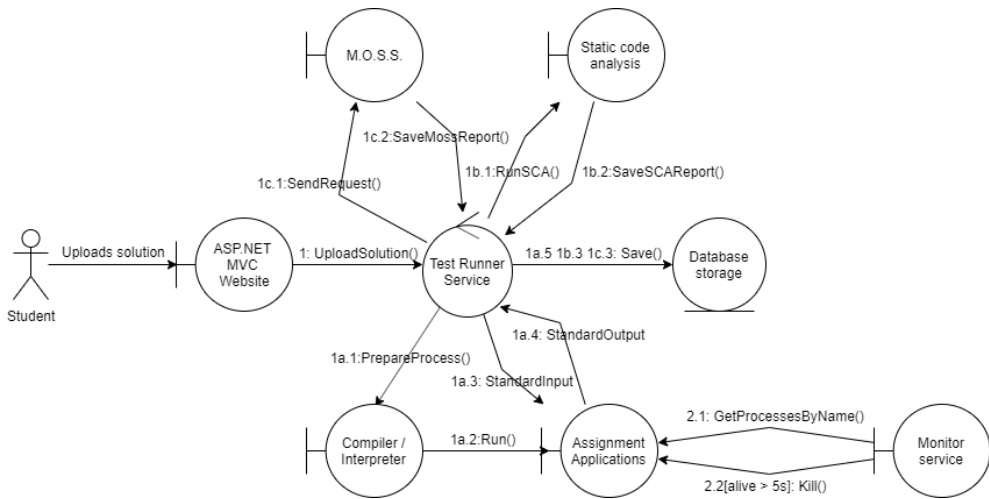 M.O.S.S.
Static code
analysis
1c.2:SaveMossReport()
1c.1:SendRequest()
1b.1:RunSCA()
1b.2:SaveSCAReport()
Student
Uploads solution
ASP.NET
MVC
Website
1: UploadSolution()
Test Runner
Service
1a.5 1b.3 1c.3: Save()
Database
storage
1a.4: StandardOutput
1a.1:PrepareProcess()
1a.3: StandardInput
Compiler /
Interpreter
1a.2:Run()
Assignment
Applications
2.1: GetProcessesByName()
2.2[alive > 5s]: Kill()
Monitor
service